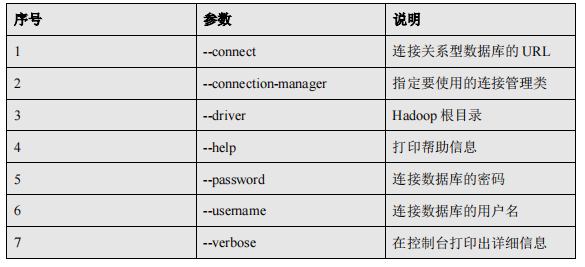 序号 参数 说明
1 --connect 连接关系型数据库的 URL
2 --connection-manager 指定要使用的连接管理类
3 --driver Hadoop 根目录
4 --help 打印帮助信息
5 --password 连接数据库的密码
6 --username 连接数据库的用户名
7 --verbose 在控制台打印出详细信息